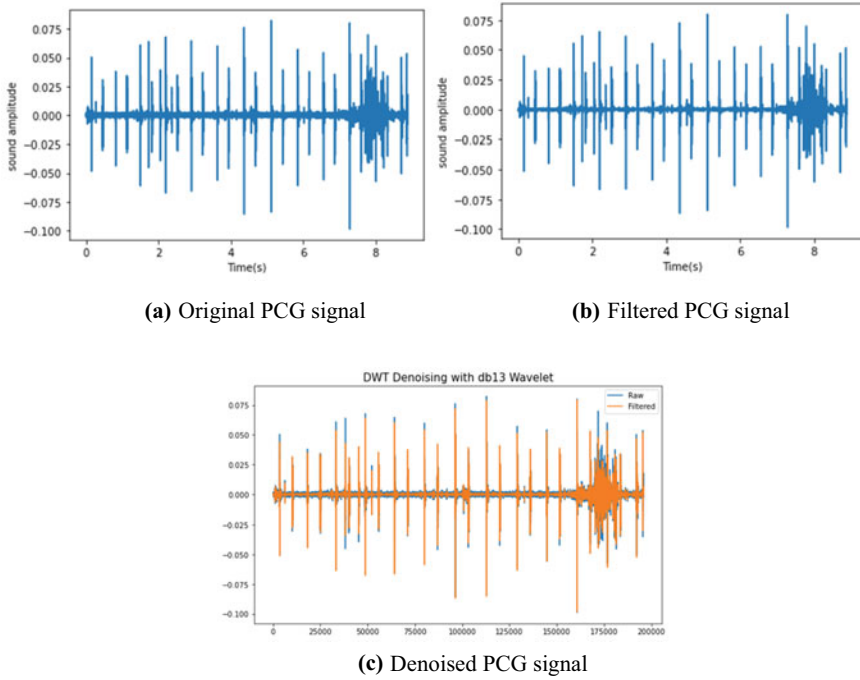 0.075
0.050
0.025
0.000
-0.025
-0.050
-0.075
-0.100
sound amplitude
0 2 4 6 8
Time(s)
(a) Original PCG signal
0.075
0.050
0.025
0.000
-0.025
-0.050
-0.075
-0.100
sound amplitude
0 2 4 6 8
Time(s)
(b) Filtered PCG signal
DWT Denoising with db13 Wavelet
Raw
Filtered
0.075
0.050
0.025
0.000
-0.025
-0.050
-0.075
-0.100
0 25000 50000 75000 100000 125000 150000 175000 200000
(c) Denoised PCG signal